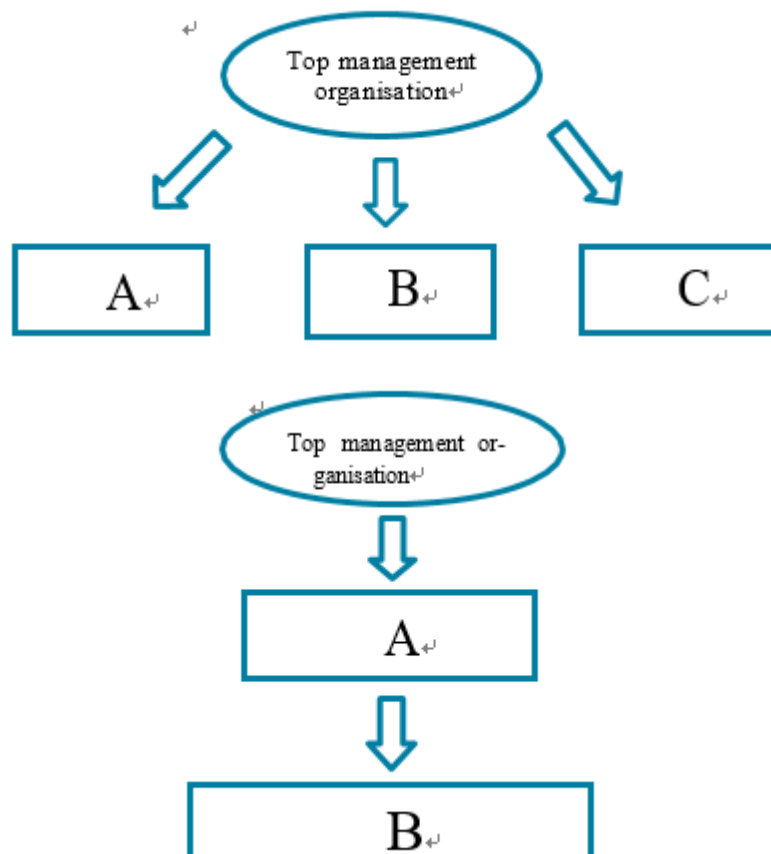 Top management
organisation
A
B
C
Top management or-
ganisation
A
B